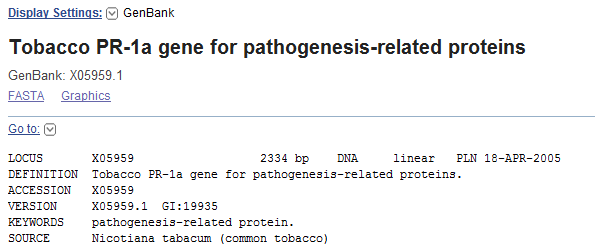 Display Settings: GenBank
Tobacco PR-1a gene for pathogenesis-related proteins
GenBank: X05959.1
FASTA Graphics
Go to:
LOCUS X05959 2334 bp DNA linear PLN 18-APR-2005
DEFINITION Tobacco PR-1a gene for pathogenesis-related proteins.
ACCESSION X05959
VERSION X05959.1 GI:19935
KEYWORDS pathogenesis-related protein.
SOURCE Nicotiana tabacum (common tobacco)